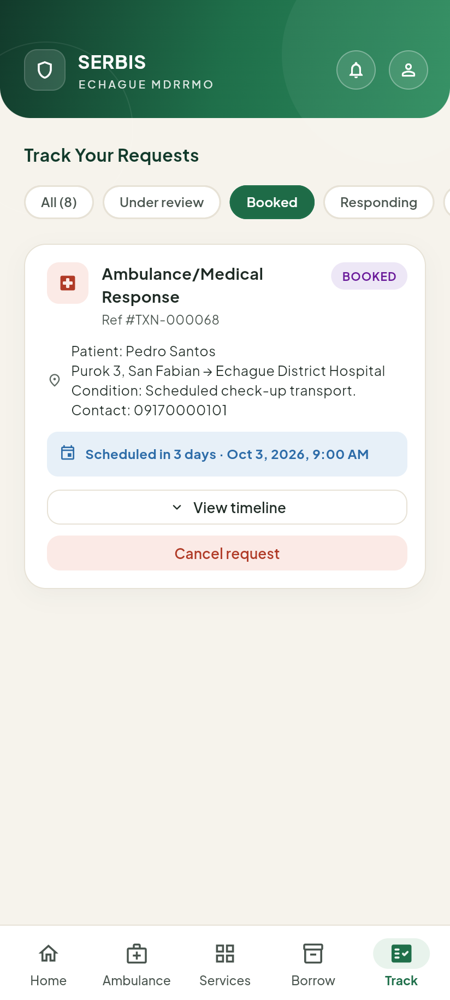 SERBIS
ECHAGUE MDRRMO
Track Your Requests
All (8)
Under review
Booked
Responding
Ambulance/Medical
Response
BOOKED
Ref #TXN-000068
Patient: Pedro Santos
Purok 3, San Fabian → Echague District Hospital
Condition: Scheduled check-up transport.
Contact: 09170000101
Scheduled in 3 days · Oct 3, 2026, 9:00 AM
View timeline
Cancel request
Home
Ambulance
Services
Borrow
Track